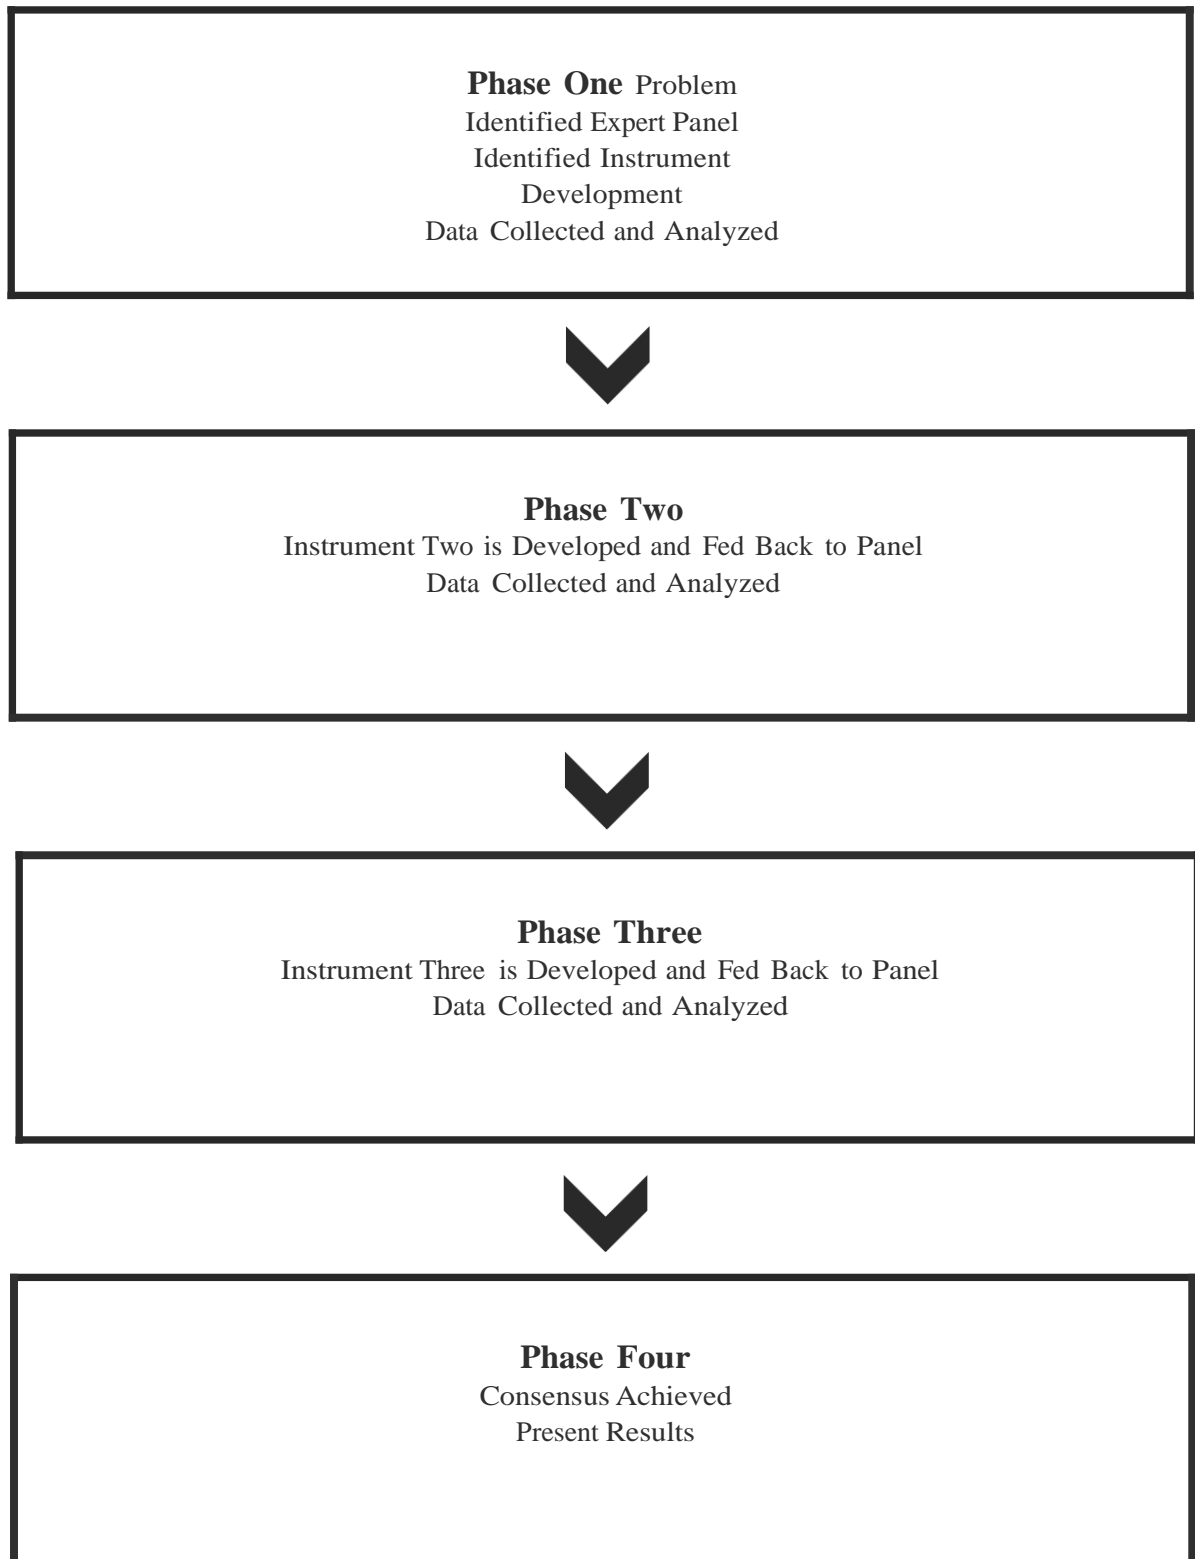 Phase One Problem
Identified Expert Panel
Identified Instrument
Development
Data Collected and Analyzed
Phase Two
Instrument Two is Developed and Fed Back to Panel
Data Collected and Analyzed
Phase Three
Instrument Three is Developed and Fed Back to Panel
Data Collected and Analyzed
Phase Four
Consensus Achieved
Present Results